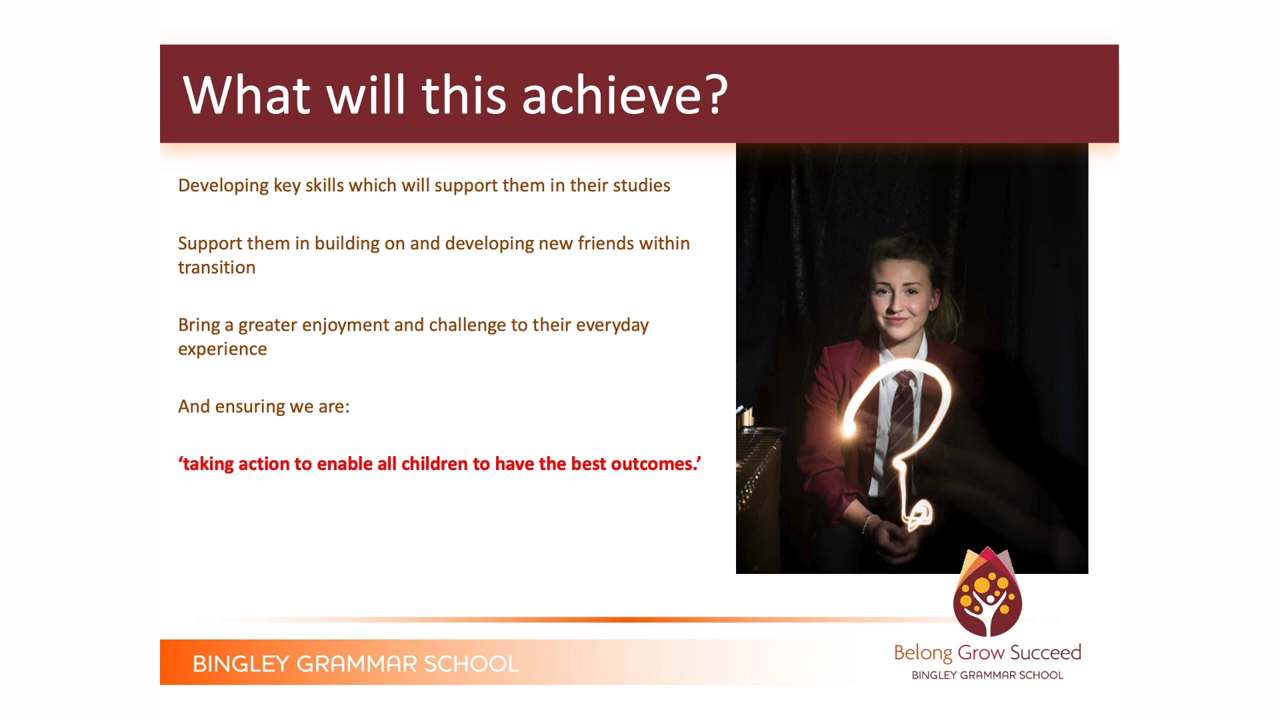 What will this achieve?
Developing key skills which will support them in their studies
Support them in building on and developing new friends within
transition
Bring a greater enjoyment and challenge to their everyday
experience
And ensuring we are:
‘taking action to enable all children to have the best outcomes.’
BINGLEY GRAMMAR SCHOOL
Belong Grow Succeed
BINGLEY GRAMMAR SCHOOL